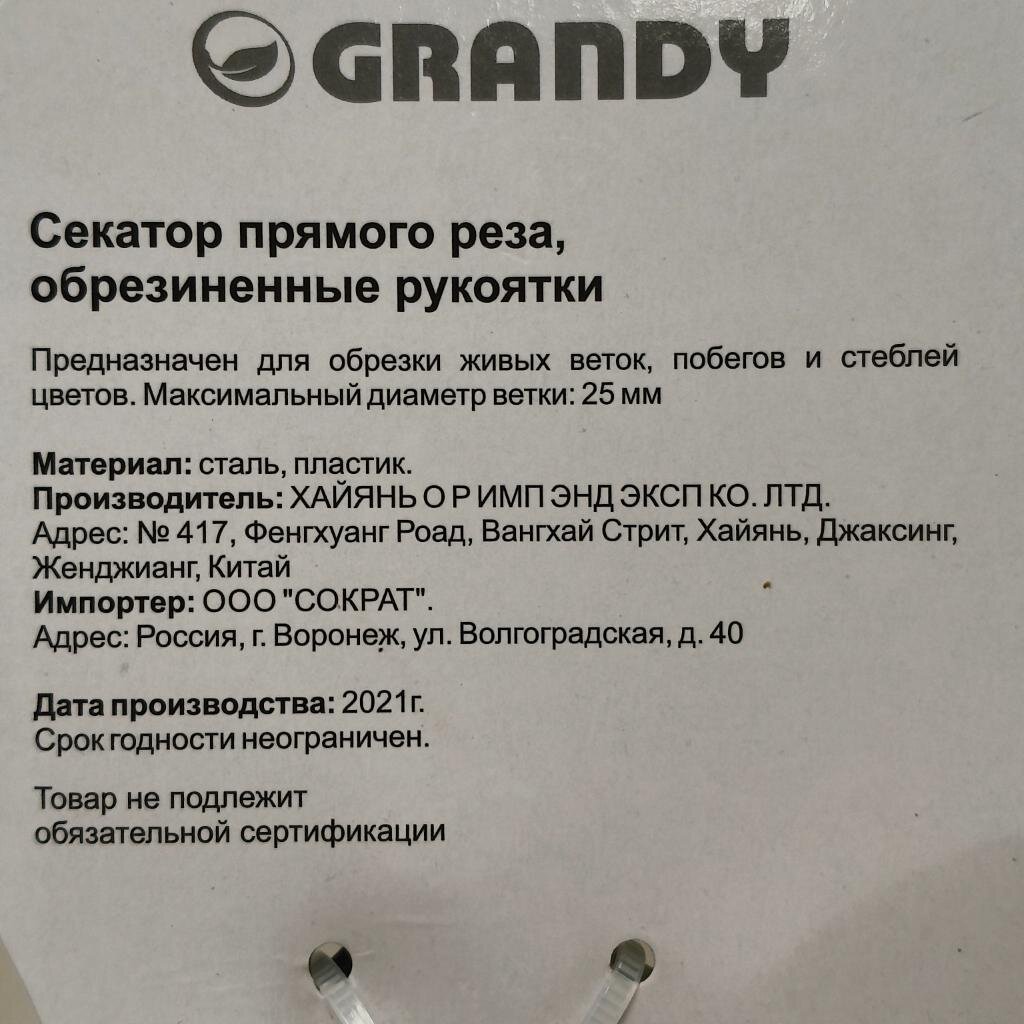 GRANDY
Секатор прямого реза,
обрезиненные рукоятки
Предназначен для обрезки живых веток, побегов и стеблей
цветов. Максимальный диаметр ветки: 25 мм
Материал: сталь, пластик.
Производитель: ХАЙЯНЬ О Р ИМП ЭНД ЭКСП КО. ЛТД.
Адрес: № 417, Фенгхуанг Роад, Вангхай Стрит, Хайянь, Джаксинг,
Женджианг, Китай
Импортер: ООО "СОКРАТ".
Адрес: Россия, г. Воронеж, ул. Волгоградская, д. 40
Дата производства: 2021г.
Срок годности неограничен.
Товар не подлежит
обязательной сертификации